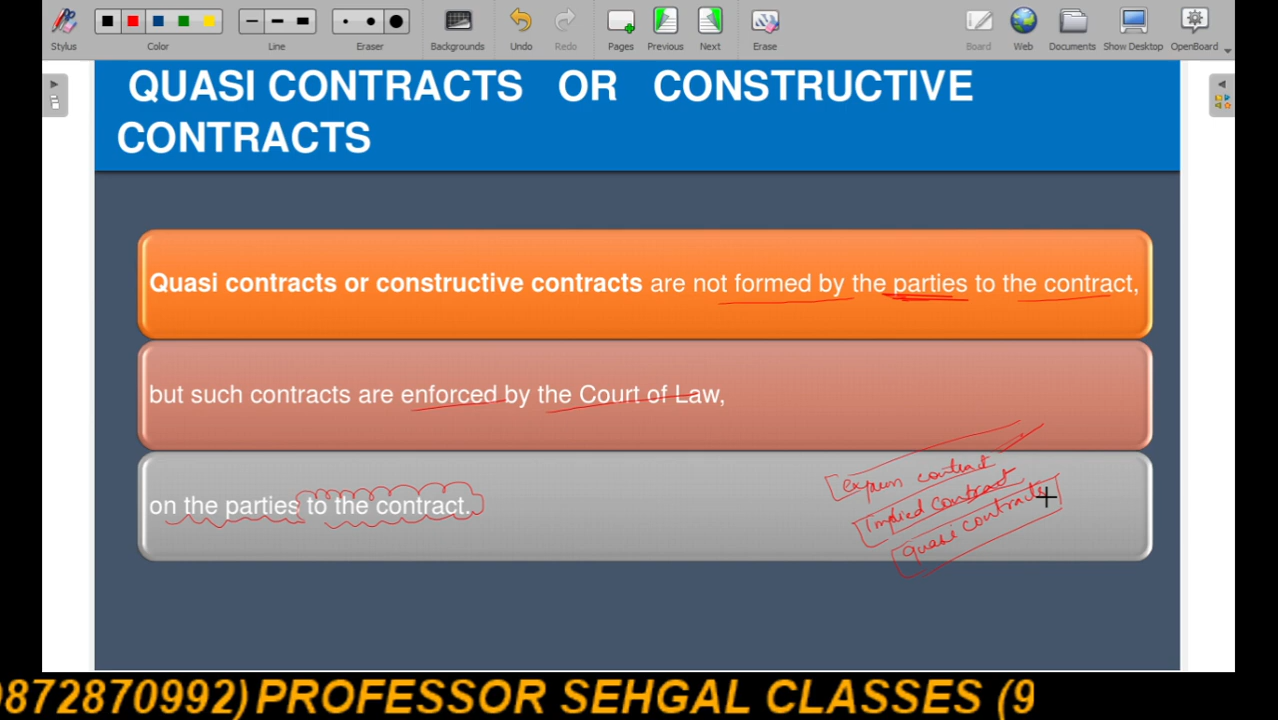 Stylus
Color
Line
Eraser
Backgrounds
Undo
Redo
Pages
Previous
Next
Erase
Board
Web
Documents
Show Desktop
OpenBoard
QUASI CONTRACTS OR CONSTRUCTIVE
CONTRACTS
Quasi contracts or constructive contracts are not formed by the parties to the contract,
but such contracts are enforced by the Court of Law,
on the parties to the contract.
contract
Implied contract
quasi contracts
0872870992) PROFESSOR SEHGAL CLASSES (9